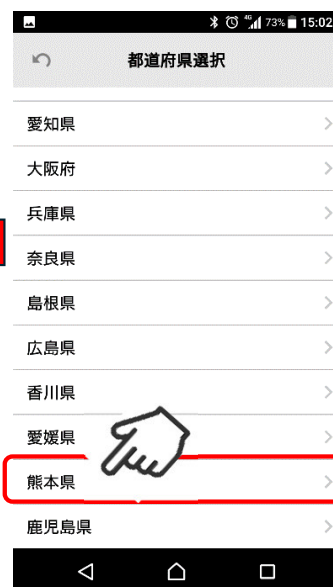 4G 73% 15:02
都道府県選択
愛知県
大阪府
兵庫県
奈良県
島根県
広島県
香川県
愛媛県
熊本県
鹿児島県